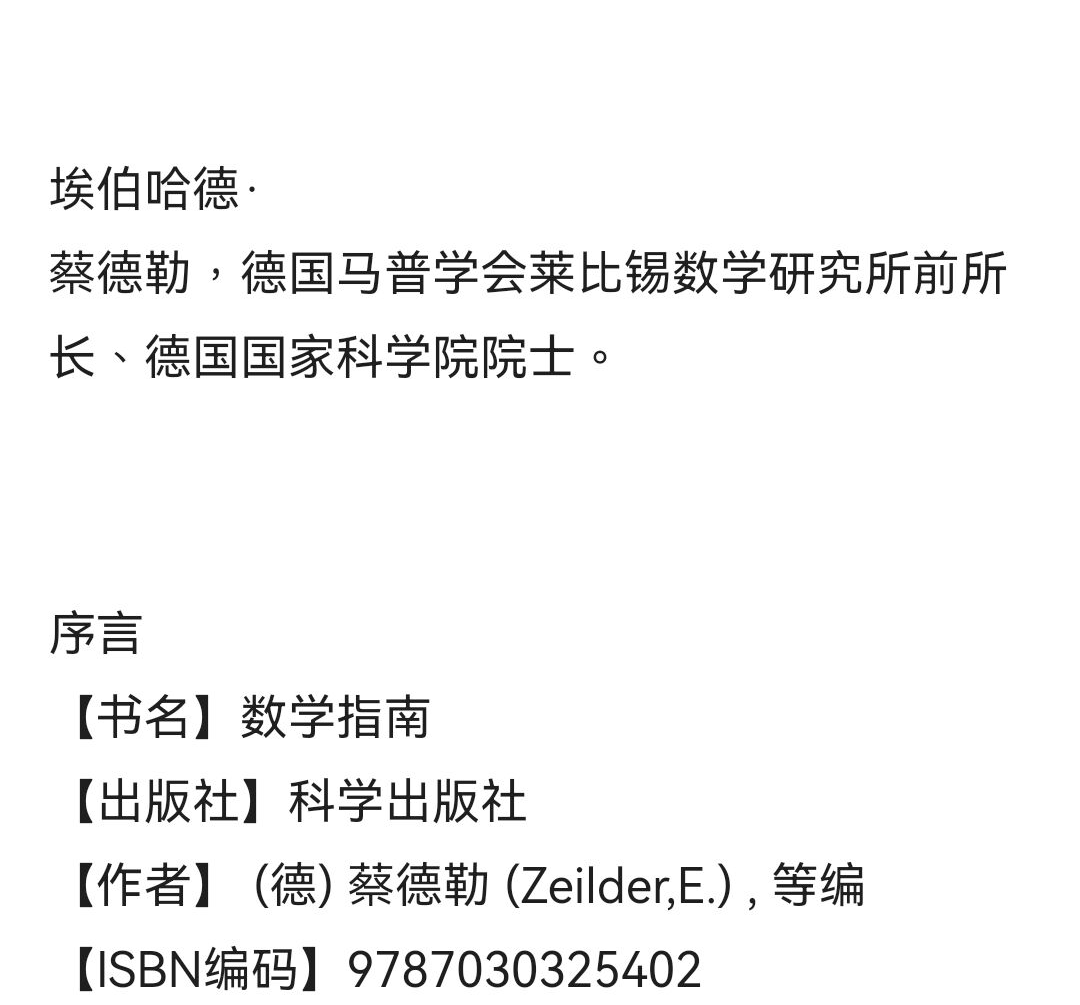 埃伯哈德·
蔡德勒，德国马普学会莱比锡数学研究所前所
长、德国国家科学院院士。
序言
【书名】数学指南
【出版社】科学出版社
【作者】 (德) 蔡德勒 (Zeilder,E.) , 等编
【ISBN编码】9787030325402